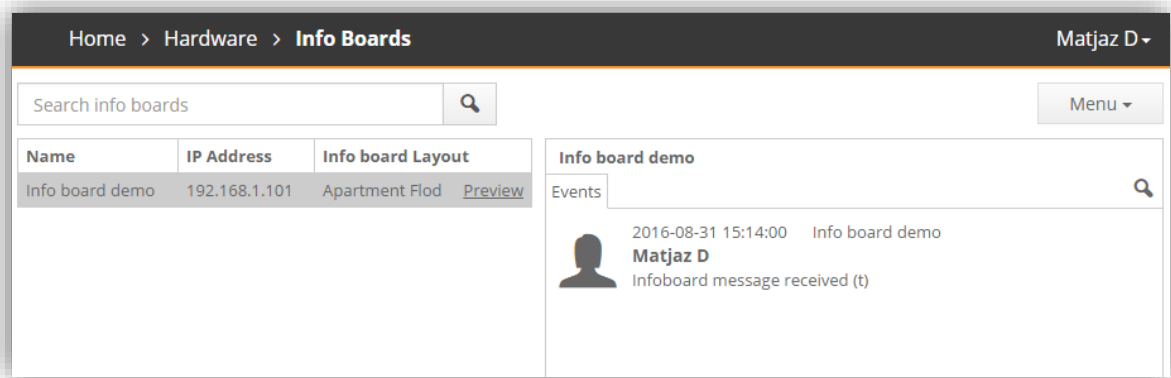 Home > Hardware > Info Boards
Matjaz D
Search info boards
Menu
Name IP Address Info board Layout
Info board demo 192.168.1.101 Apartment Flod Preview
Info board demo
Events
2016-08-31 15:14:00 Info board demo
Matjaz D
Infoboard message received (t)